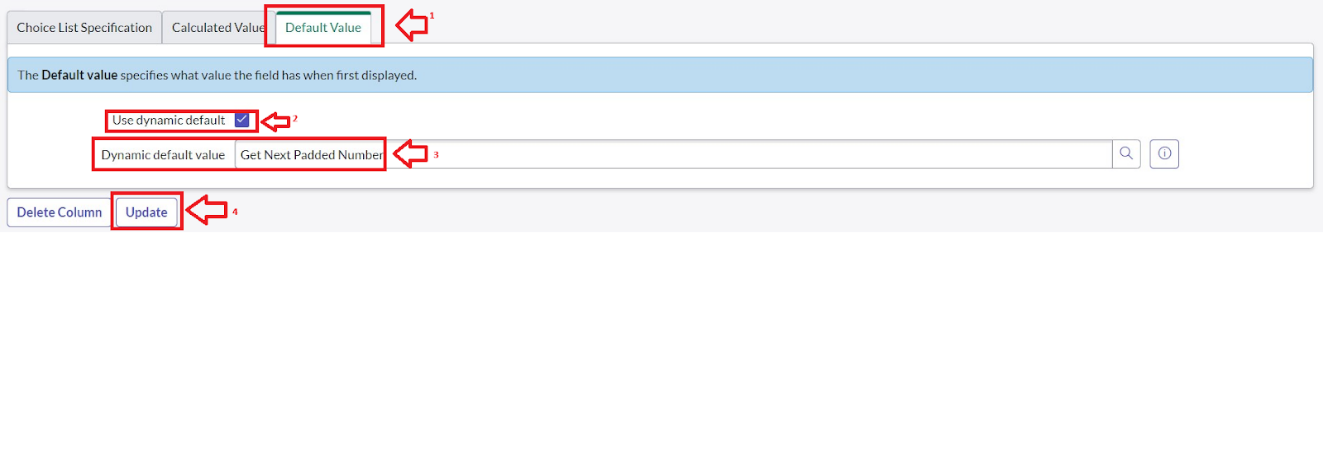 Choice List Specification Calculated Value Default Value 1
The Default value specifies what value the field has when first displayed.
Use dynamic default 2
Dynamic default value Get Next Padded Number 3
Delete Column Update 4